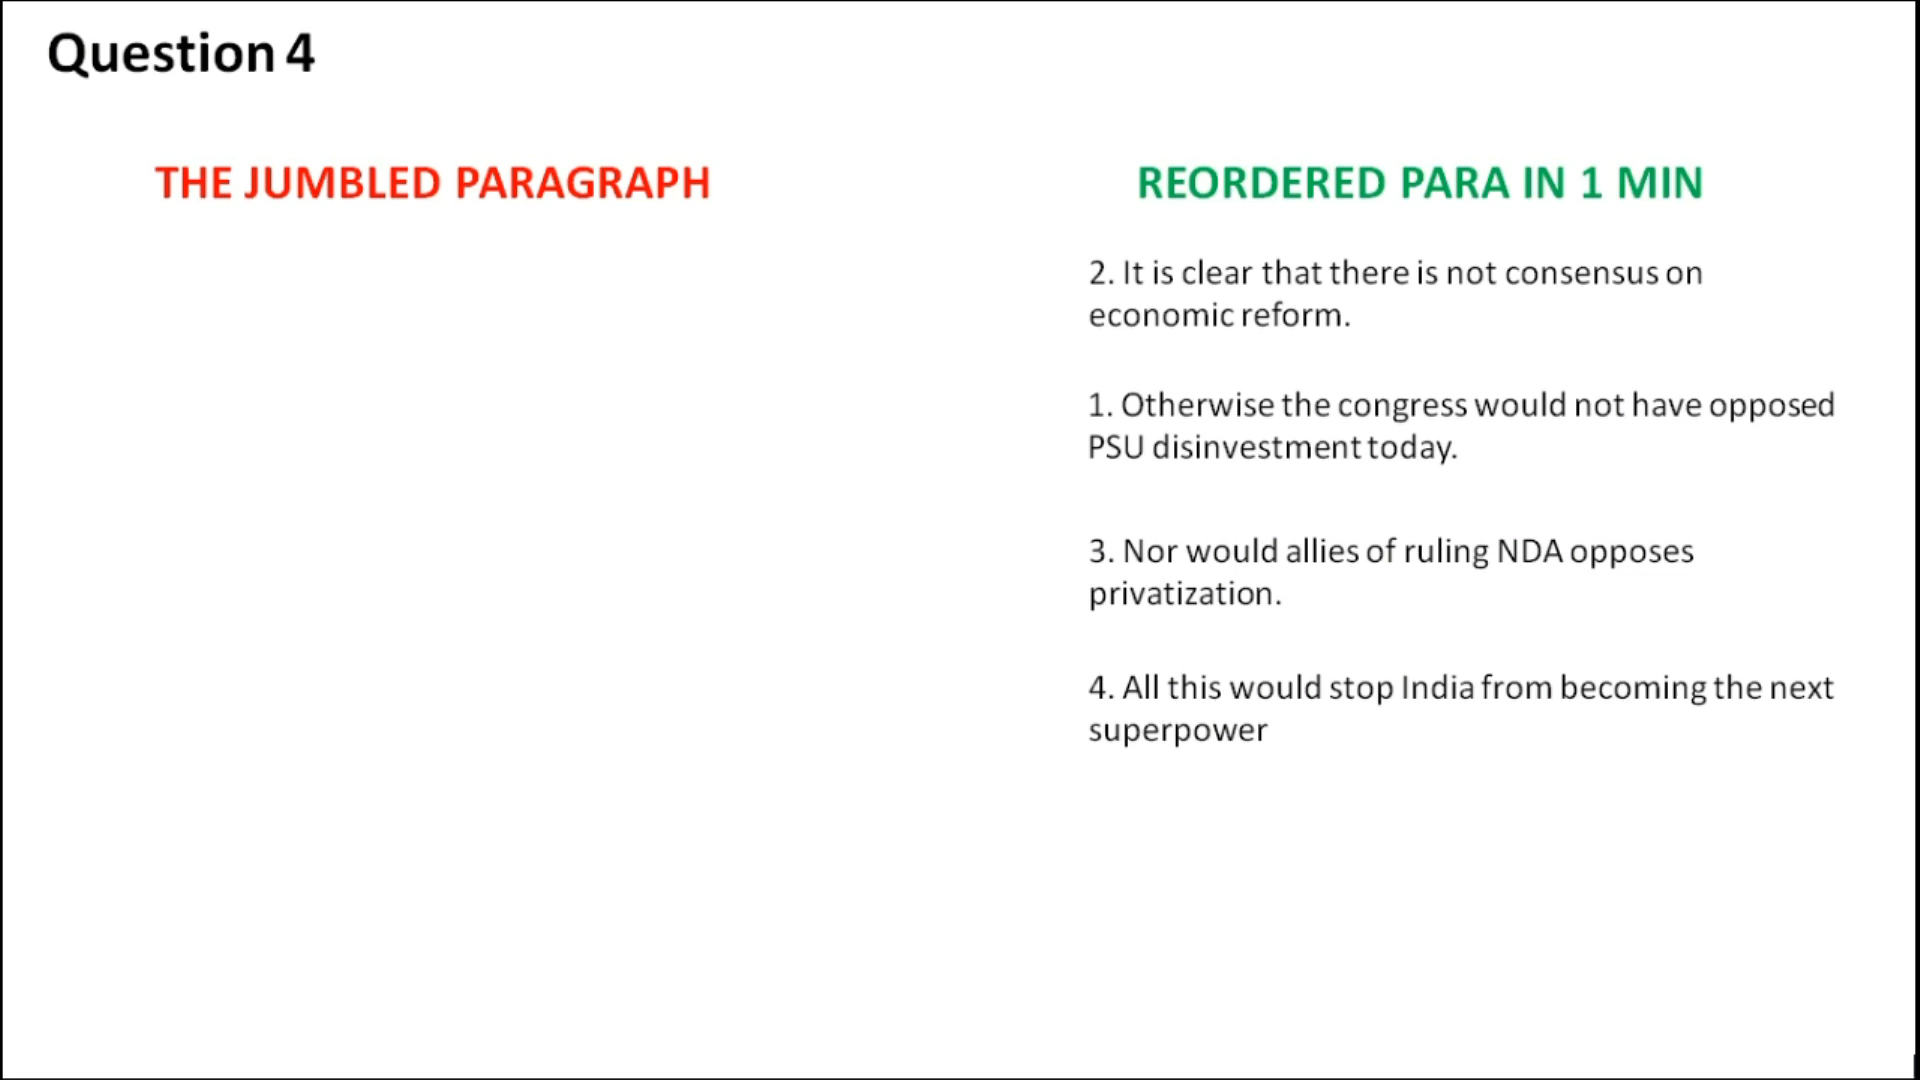 Question 4
THE JUMBLED PARAGRAPH
REORDERED PARA IN 1 MIN
2. It is clear that there is not consensus on
economic reform.
1. Otherwise the congress would not have opposed
PSU disinvestment today.
3. Nor would allies of ruling NDA opposes
privatization.
4. All this would stop India from becoming the next
superpower